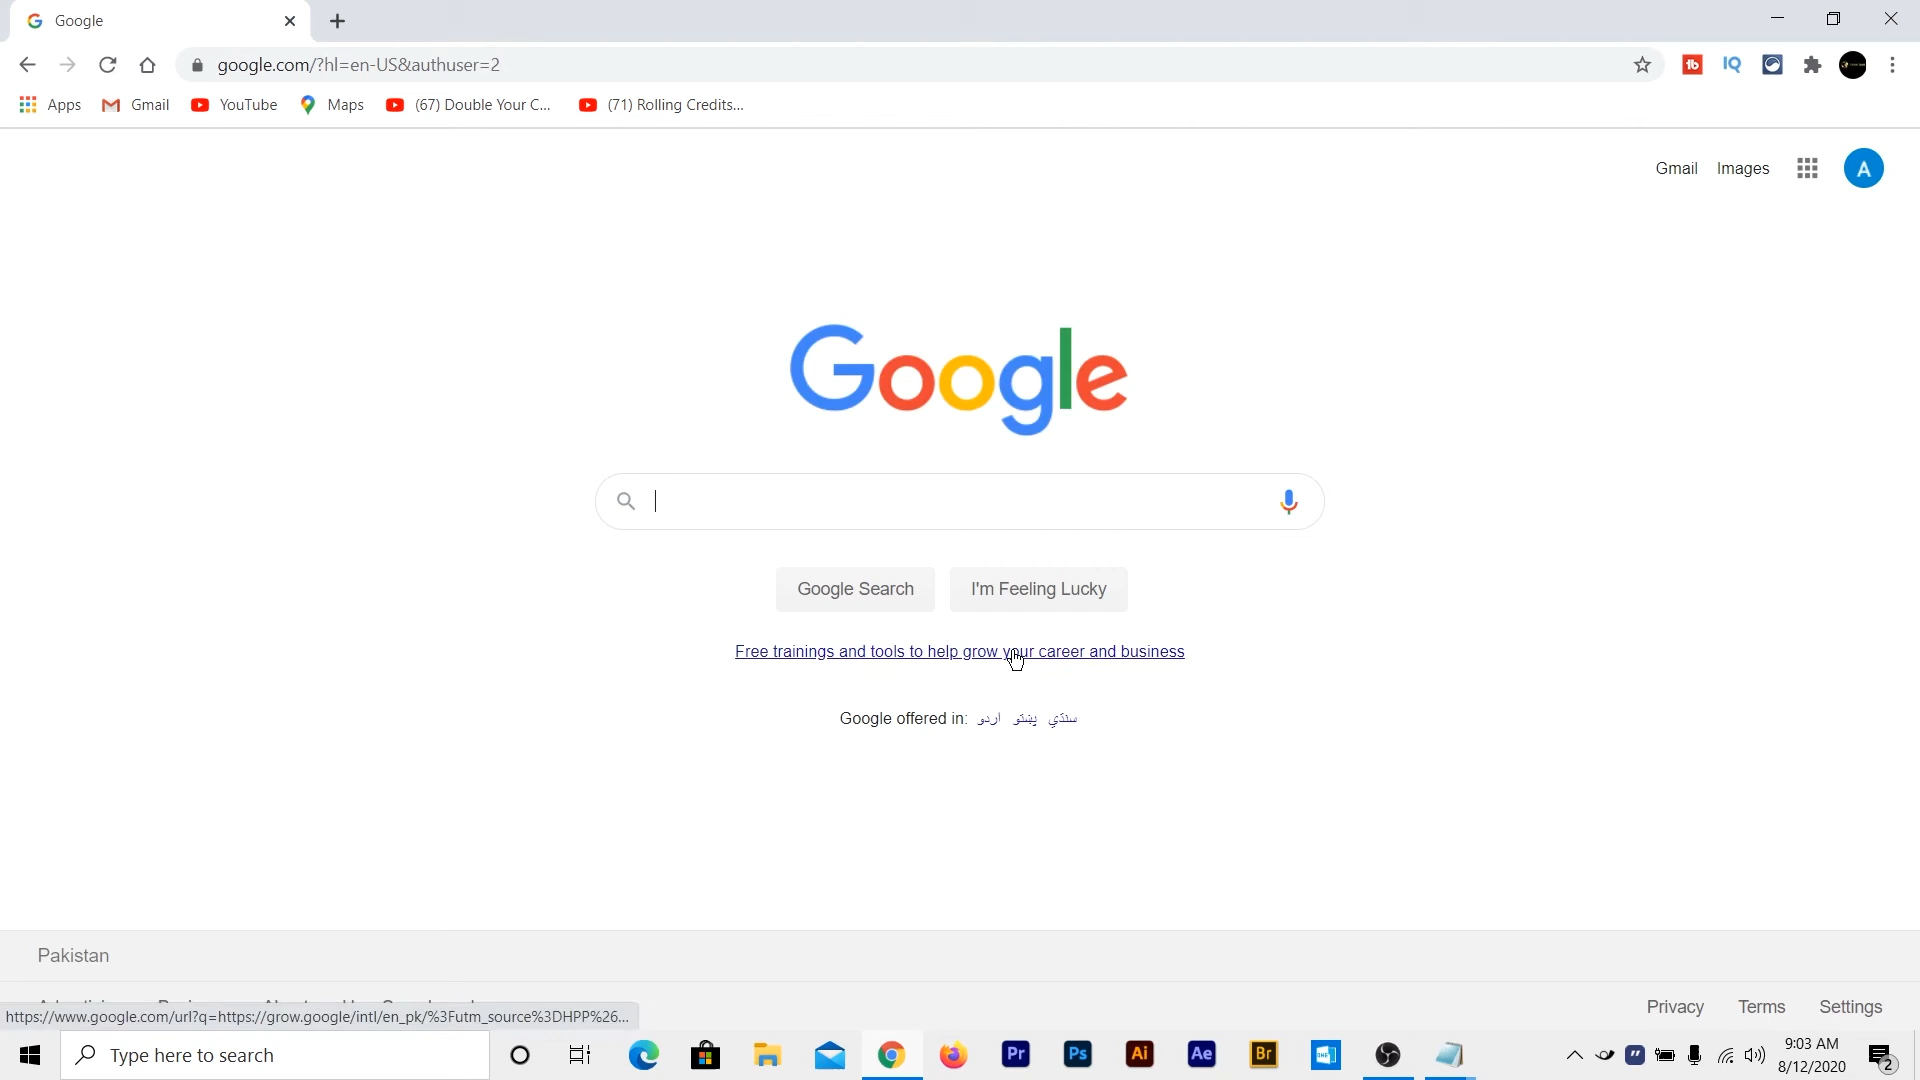 Google
google.com/?hl=en-US&authuser=2
Apps Gmail YouTube Maps (67) Double Your C... (71) Rolling Credits...
Gmail Images A
Google
Google Search I'm Feeling Lucky
Free trainings and tools to help grow your career and business
Google offered in: اردو پښتو سنڌي
Pakistan
Privacy Terms Settings
https://www.google.com/url?q=https://grow.google/intl/en_pk/%3Futm_source%3DHPP%26...
Type here to search Pr Ps Ai Ae Br
9:03 AM
8/12/2020
2